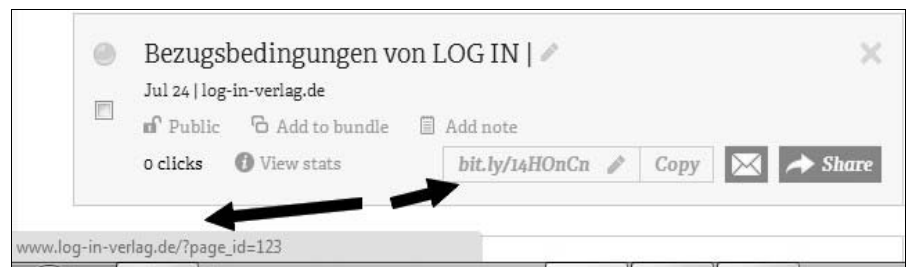 Bezugsbedingungen von LOG IN |
Jul 24 | log-in-verlag.de
Public Add to bundle Add note
0 clicks View stats bit.ly/14HOnCn Copy Share
www.log-in-verlag.de/?page_id=123